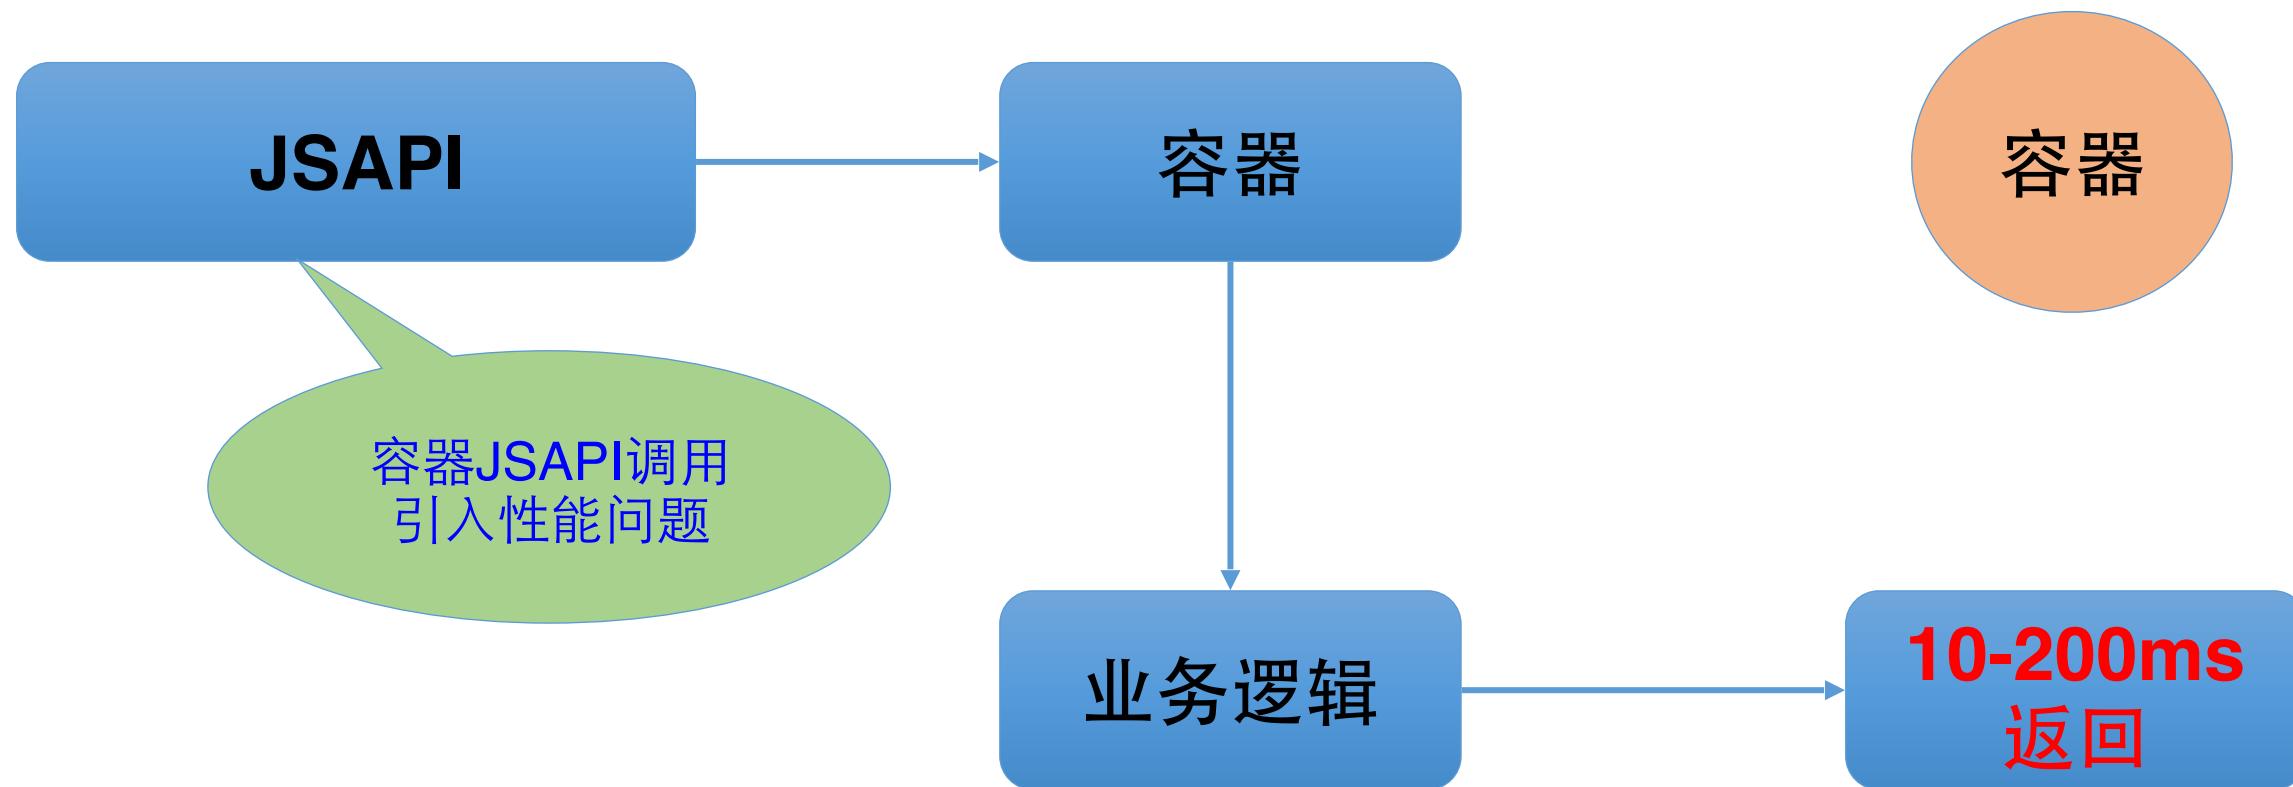 JSAPI
容器
容器
容器JSAPI调用
引入性能问题
业务逻辑
10-200ms
返回